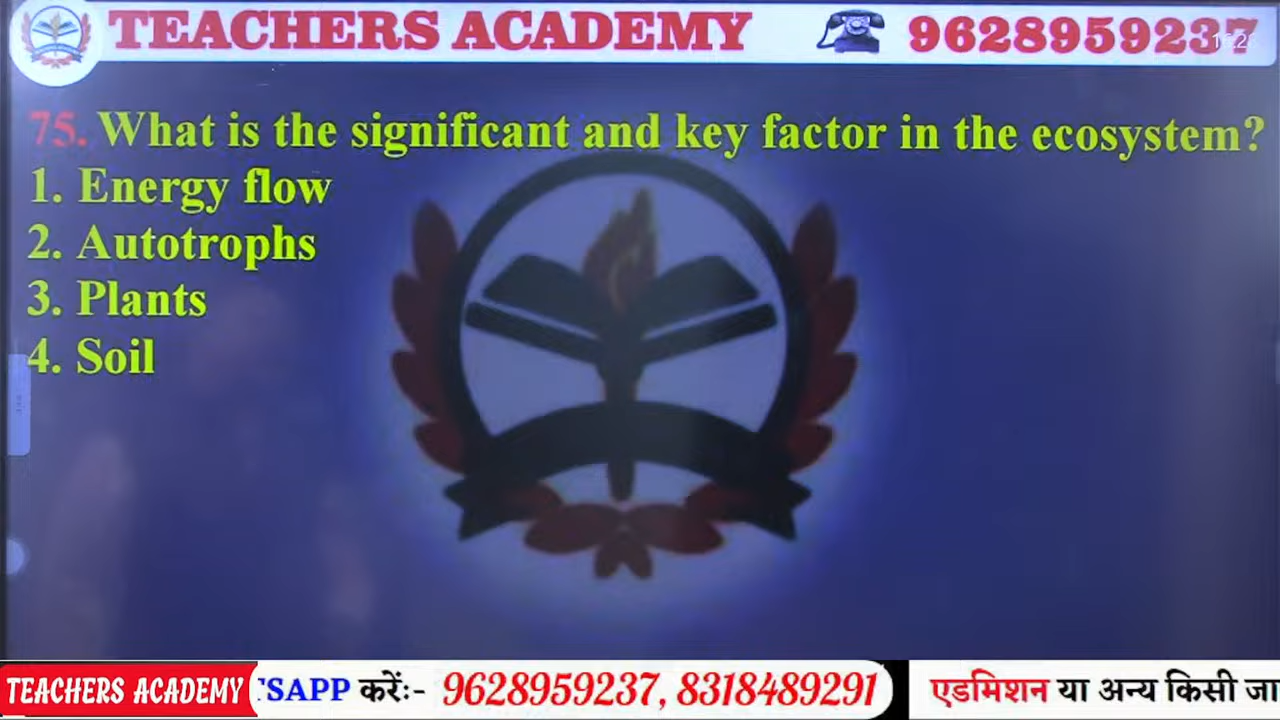 TEACHERS ACADEMY 9628959237
75. What is the significant and key factor in the ecosystem?
1. Energy flow
2. Autotrophs
3. Plants
4. Soil
TEACHERS ACADEMY TSAPP करें:- 9628959237, 8318489291 एडमिशन या अन्य किसी जा